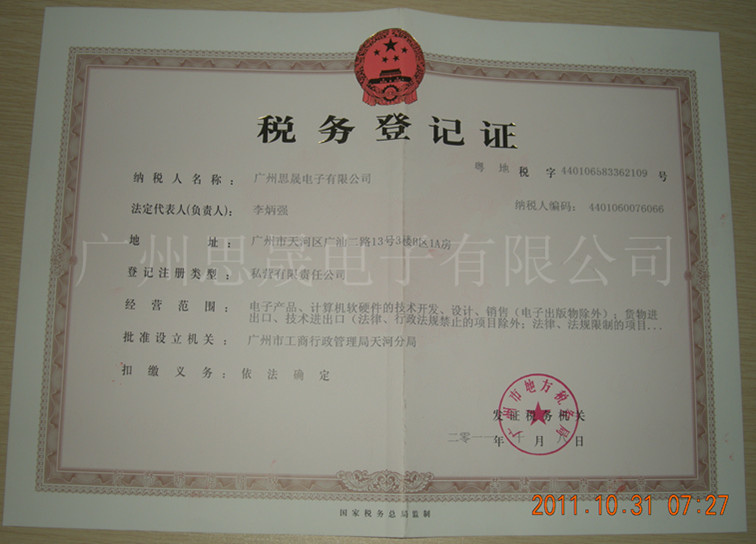 税务登记证
粤 地 税 字 440106583362109 号
纳税人名称： 广州思晟电子有限公司
纳税人编码： 4401060076066
法定代表人(负责人)： 李炳强
地 址： 广州市天河区广汕二路13号3楼B区1A房
广州思晟电子有限公司
登记注册类型： 私营有限责任公司
经营范围： 电子产品、计算机软硬件的技术开发、设计、销售（电子出版物除外）；货物进
出口、技术进出口（法律、行政法规禁止的项目除外；法律、法规限制的项目...
批准设立机关： 广州市工商行政管理局天河分局
扣缴义务： 依法确定
广州市地方税务局
发证税务机关
二零一一年十月 日
国家税务总局监制
2011.10.31 07:27